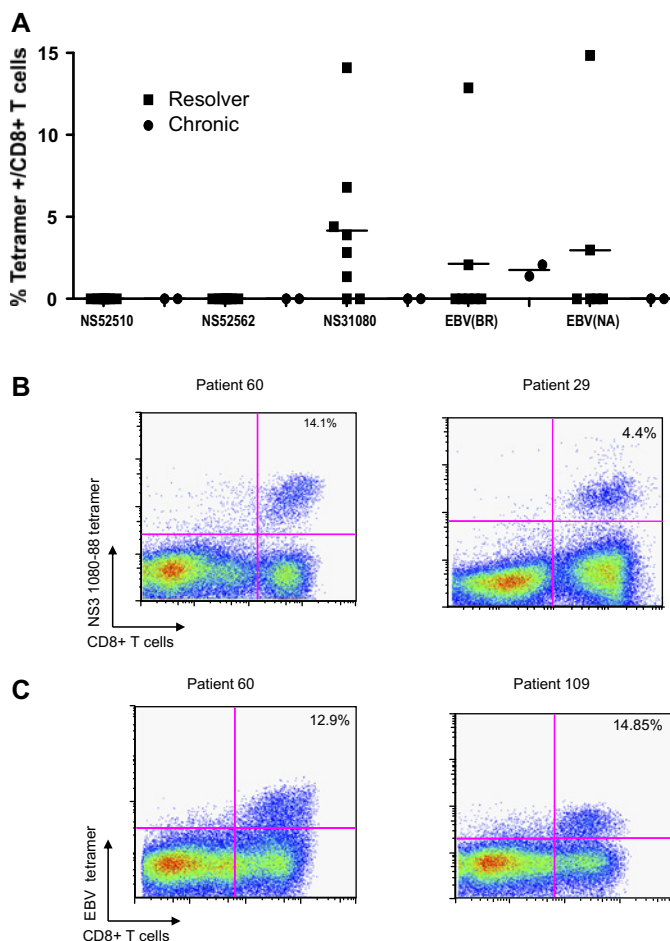 A
% Tetramer +/CD8+ T cells
15
10
5
0
Resolver
Chronic
NS52510 NS52562 NS31080 EBV(BR) EBV(NA)
B
Patient 60 Patient 29
14.1% 4.4%
NS3 1080-88 tetramer
CD8+ T cells
C
Patient 60 Patient 109
12.9% 14.85%
EBV tetramer
CD8+ T cells